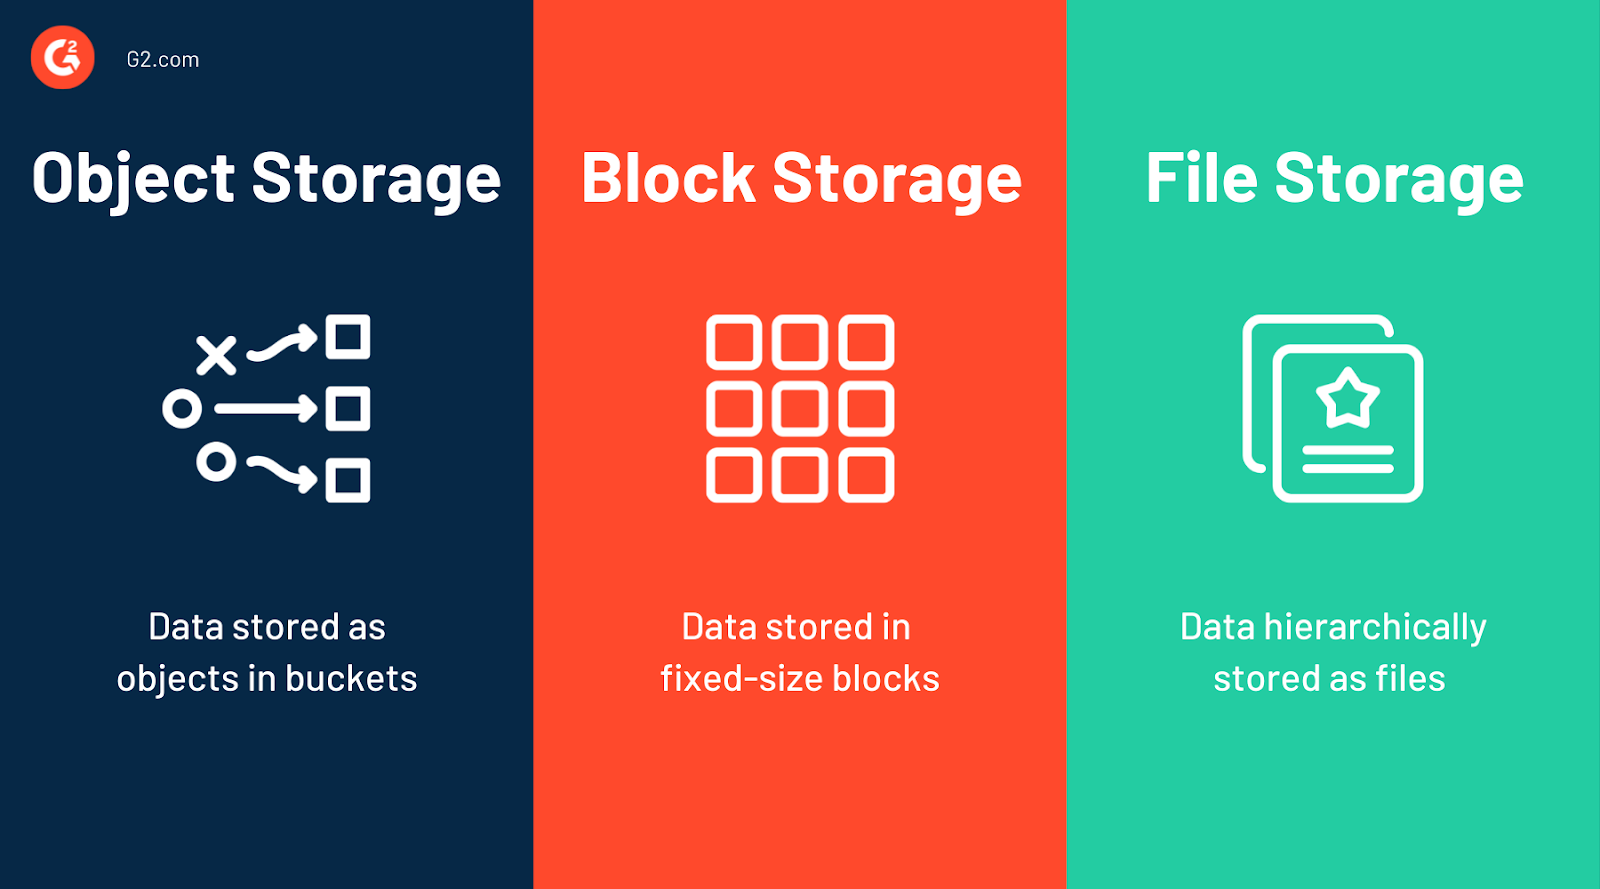 G2
G2.com
Object Storage
Data stored as
objects in buckets
Block Storage
Data stored in
fixed-size blocks
File Storage
Data hierarchically
stored as files